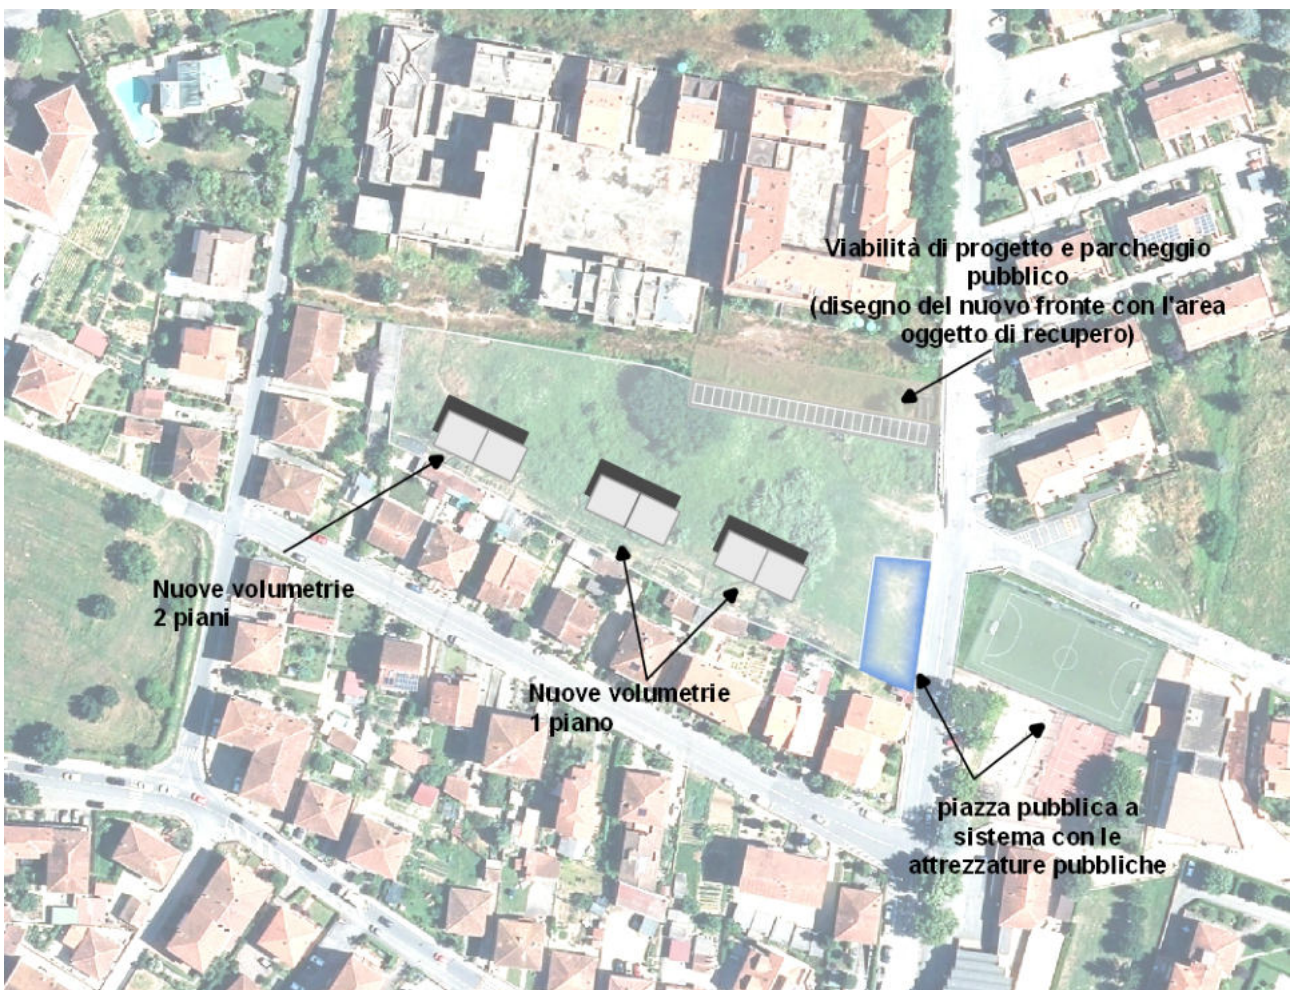 Viabilità di progetto e parcheggio
pubblico
(disegno del nuovo fronte con l'area
oggetto di recupero)
Nuove volumetrie
2 piani
Nuove volumetrie
1 piano
piazza pubblica a
sistema con le
attrezzature pubbliche